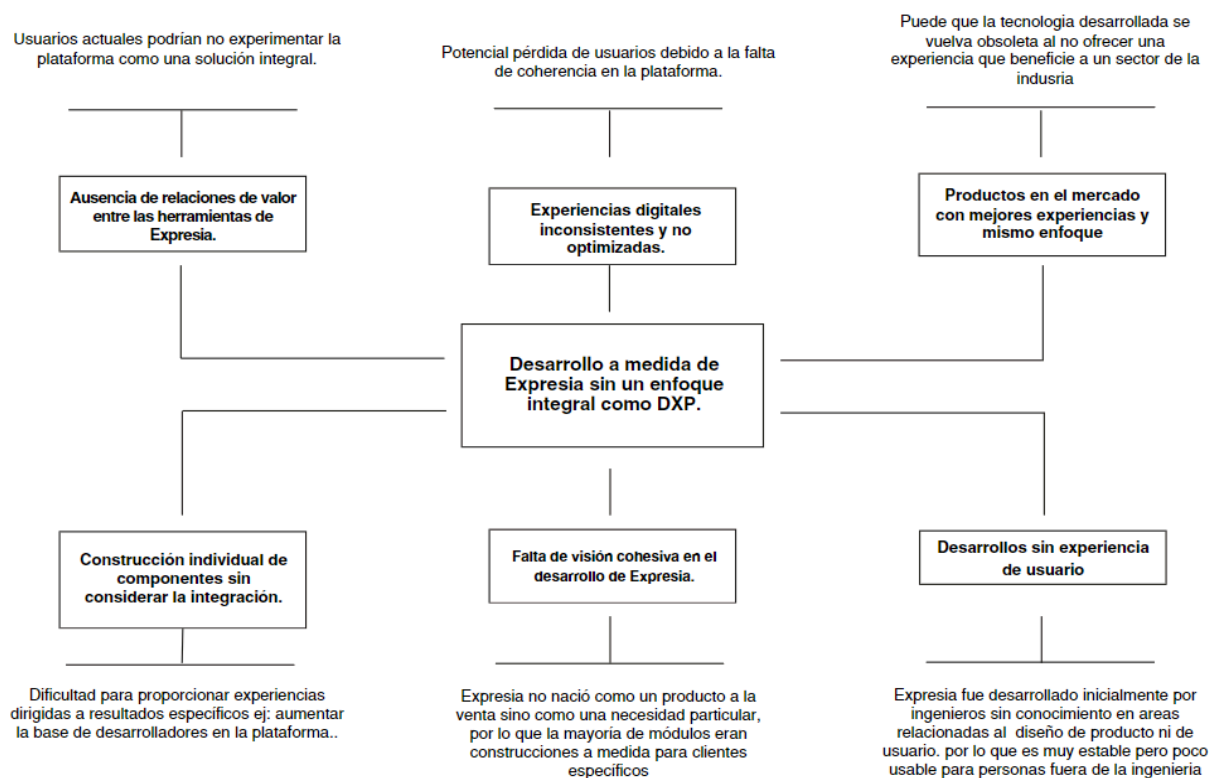 Usuarios actuales podrían no experimentar la
plataforma como una solución integral.
Potencial pérdida de usuarios debido a la falta
de coherencia en la plataforma.
Puede que la tecnologia desarrollada se
vuelva obsoleta al no ofrecer una
experiencia que beneficie a un sector de la
indusria
Ausencia de relaciones de valor
entre las herramientas de
Expresia.
Experiencias digitales
inconsistentes y no
optimizadas.
Productos en el mercado
con mejores experiencias y
mismo enfoque
Desarrollo a medida de
Expresia sin un enfoque
integral como DXP.
Construcción individual de
componentes sin
considerar la integración.
Falta de visión cohesiva en el
desarrollo de Expresia.
Desarrollos sin experiencia
de usuario
Dificultad para proporcionar experiencias
dirigidas a resultados específicos ej: aumentar
la base de desarrolladores en la plataforma..
Expresia no nació como un producto a la
venta sino como una necesidad particular,
por lo que la mayoría de módulos eran
construcciones a medida para clientes
específicos
Expresia fue desarrollado inicialmente por
ingenieros sin conocimiento en areas
relacionadas al diseño de producto ni de
usuario. por lo que es muy estable pero poco
usable para personas fuera de la ingenieria